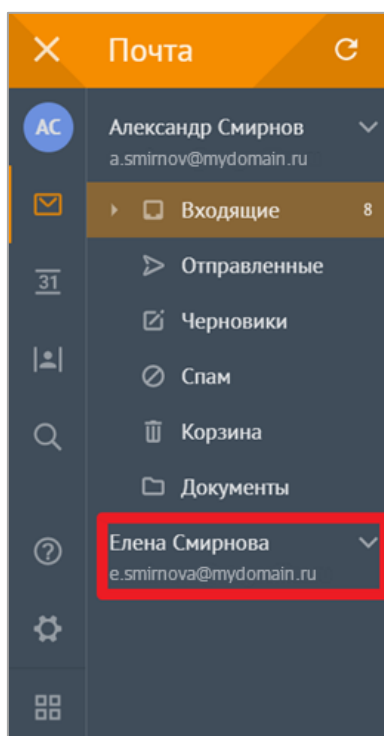 Почта
АС
Александр Смирнов
a.smirnov@mydomain.ru
Входящие 8
31
Отправленные
Черновики
Спам
Корзина
Документы
Елена Смирнова
e.smirnova@mydomain.ru